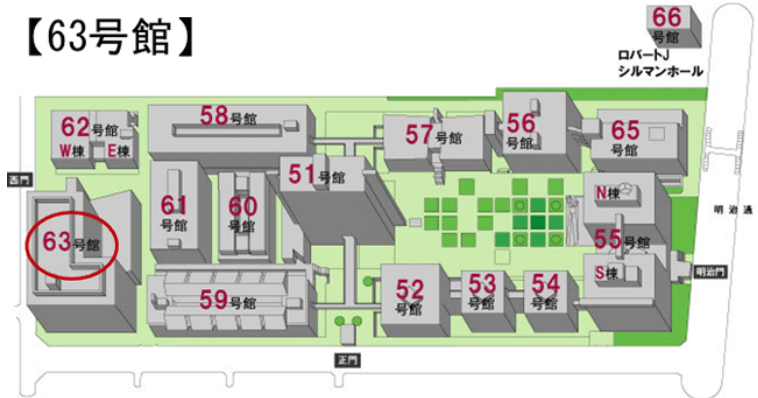 【63号館】
66
号館
ロバートJ
シルマンホール
62号館
W棟 E棟
58号館
57号館
56
号館
65
号館
西門
51号館
61
号館
60
号館
N棟
明治通
63号館
55
号館
S棟
明治門
59号館
52
号館
53
号館
54
号館
正門